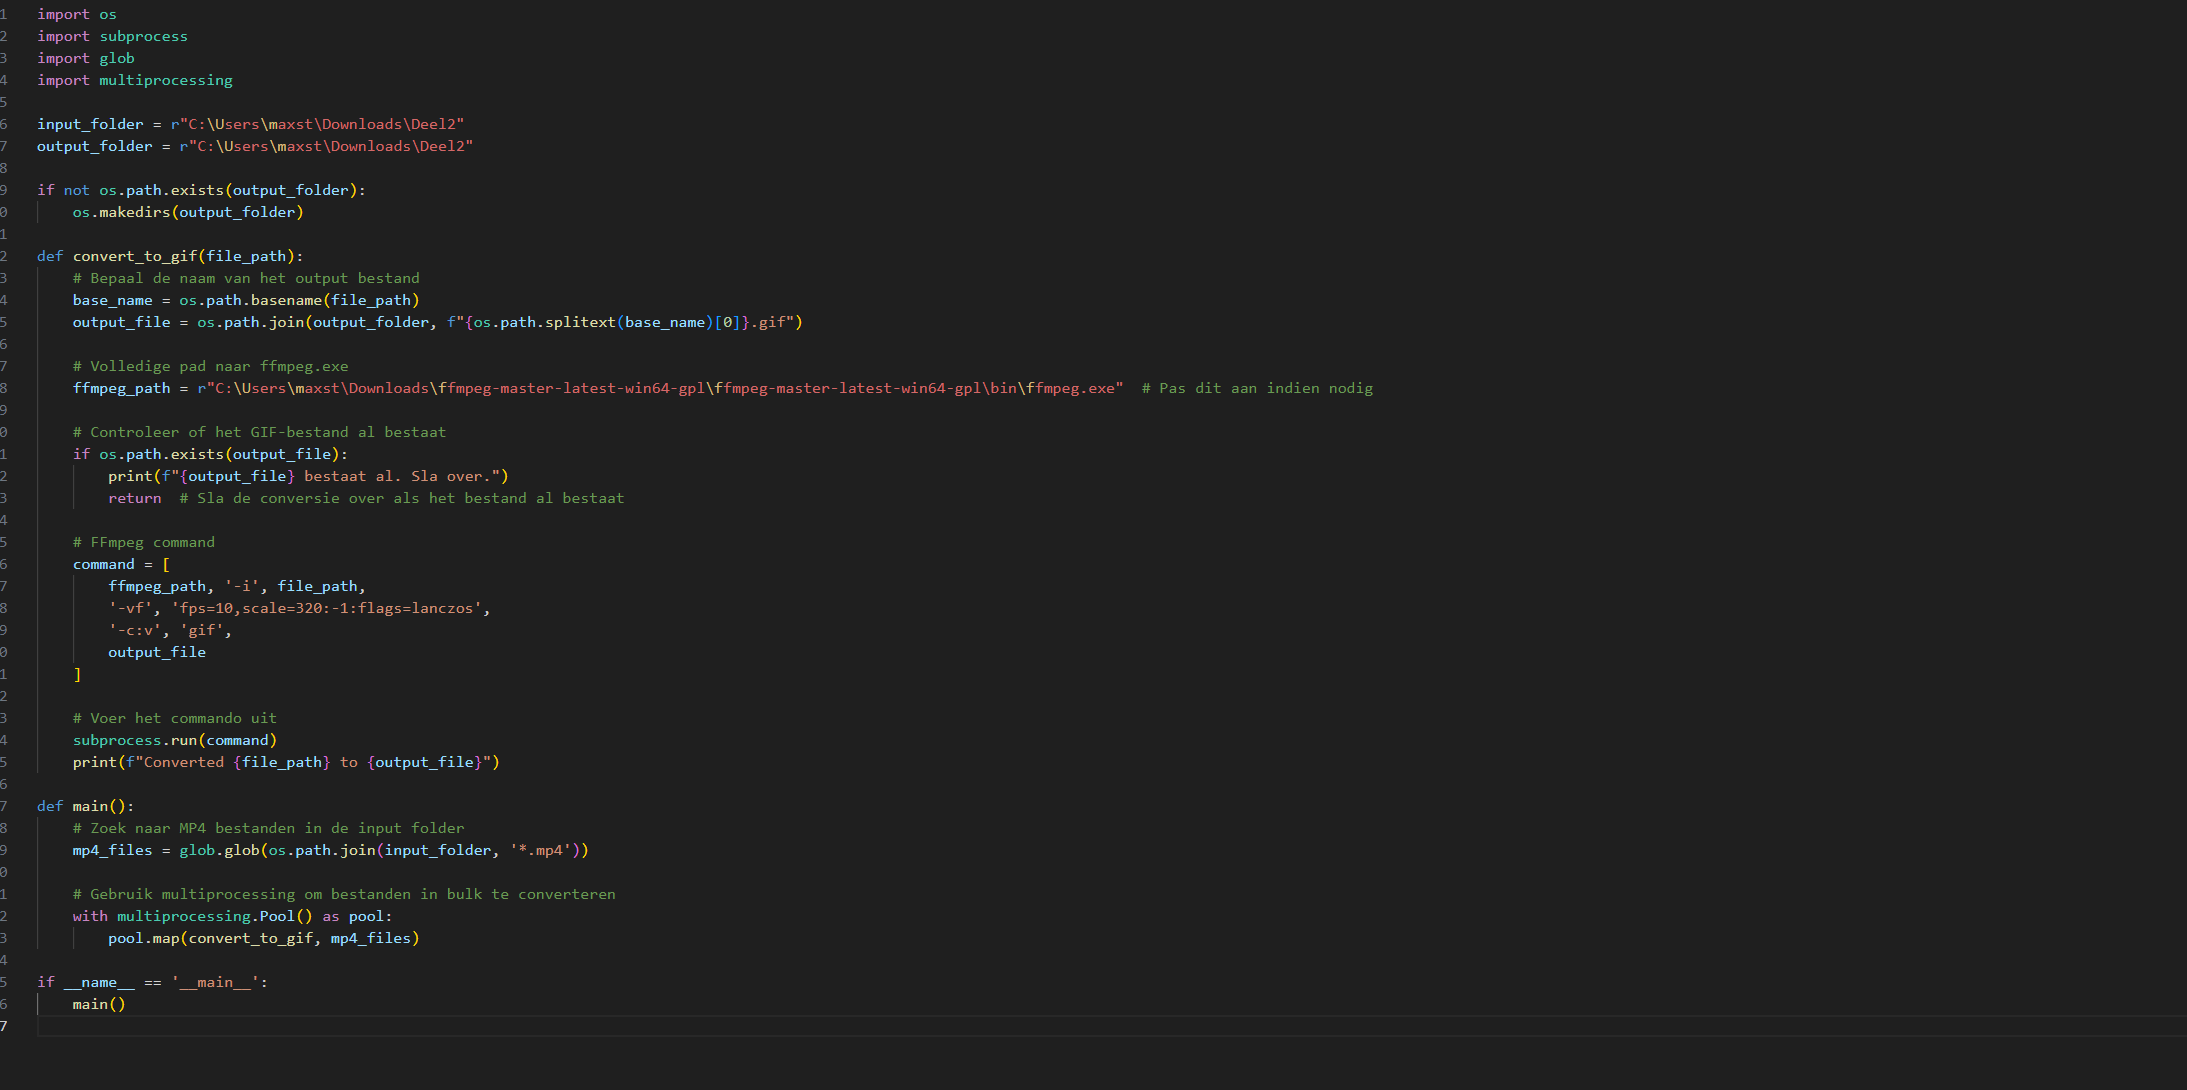 1 import os
2 import subprocess
3 import glob
4 import multiprocessing
5
6 input_folder = r"C:\Users\maxst\Downloads\Deel2"
7 output_folder = r"C:\Users\maxst\Downloads\Deel2"
8
9 if not os.path.exists(output_folder):
0     os.makedirs(output_folder)
1
2 def convert_to_gif(file_path):
3     # Bepaal de naam van het output bestand
4     base_name = os.path.basename(file_path)
5     output_file = os.path.join(output_folder, f"{os.path.splitext(base_name)[0]}.gif")
6
7     # Volledige pad naar ffmpeg.exe
8     ffmpeg_path = r"C:\Users\maxst\Downloads\ffmpeg-master-latest-win64-gpl\ffmpeg-master-latest-win64-gpl\bin\ffmpeg.exe"  # Pas dit aan indien nodig
9
0     # Controleer of het GIF-bestand al bestaat
1     if os.path.exists(output_file):
2         print(f"{output_file} bestaat al. Sla over.")
3         return  # Sla de conversie over als het bestand al bestaat
4
5     # FFmpeg command
6     command = [
7         ffmpeg_path, '-i', file_path,
8         '-vf', 'fps=10,scale=320:-1:flags=lanczos',
9         '-c:v', 'gif',
0         output_file
1     ]
2
3     # Voer het commando uit
4     subprocess.run(command)
5     print(f"Converted {file_path} to {output_file}")
6
7 def main():
8     # Zoek naar MP4 bestanden in de input folder
9     mp4_files = glob.glob(os.path.join(input_folder, '*.mp4'))
0
1     # Gebruik multiprocessing om bestanden in bulk te converteren
2     with multiprocessing.Pool() as pool:
3         pool.map(convert_to_gif, mp4_files)
4
5 if __name__ == '__main__':
6     main()
7